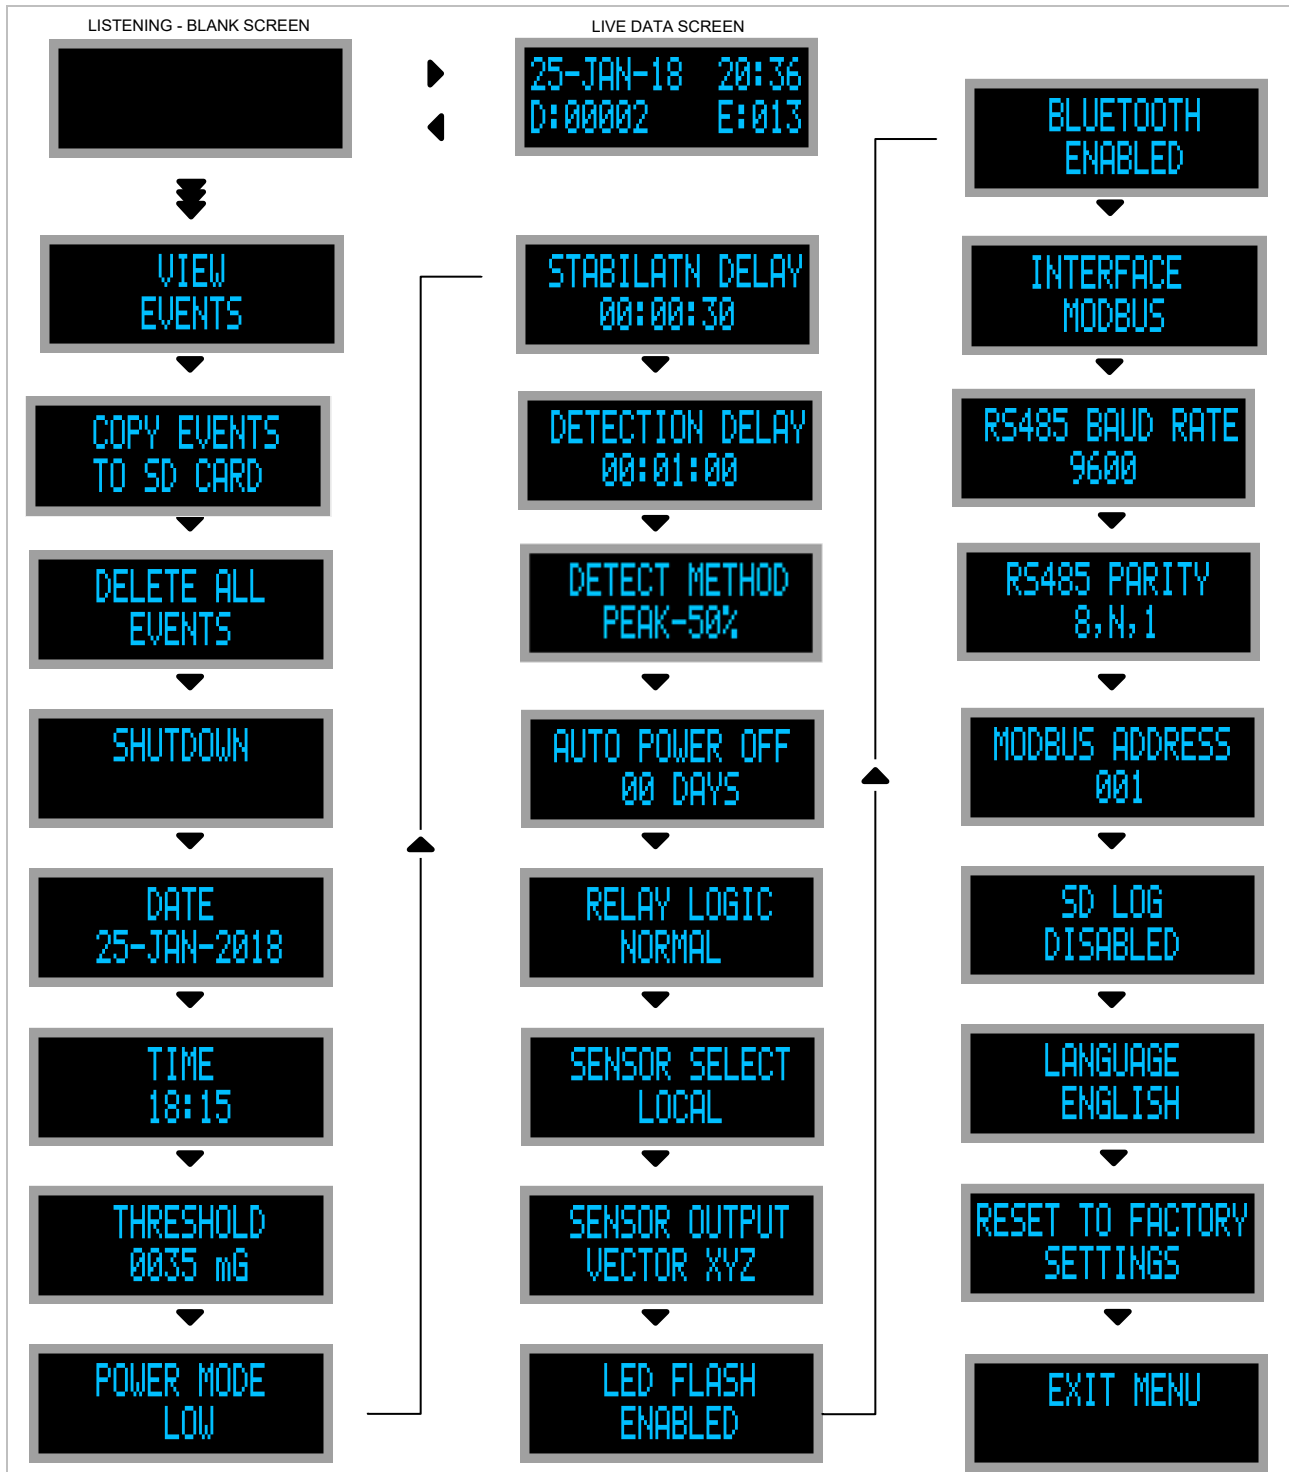 LISTENING - BLANK SCREEN
LIVE DATA SCREEN
25-JAN-18 20:36
D:00002 E:013
VIEW
EVENTS
COPY EVENTS
TO SD CARD
DELETE ALL
EVENTS
SHUTDOWN
DATE
25-JAN-2018
TIME
18:15
THRESHOLD
0035 mG
POWER MODE
LOW
STABILATN DELAY
00:00:30
DETECTION DELAY
00:01:00
DETECT METHOD
PEAK-50%
AUTO POWER OFF
00 DAYS
RELAY LOGIC
NORMAL
SENSOR SELECT
LOCAL
SENSOR OUTPUT
VECTOR XYZ
LED FLASH
ENABLED
BLUETOOTH
ENABLED
INTERFACE
MODBUS
RS485 BAUD RATE
9600
RS485 PARITY
8,N,1
MODBUS ADDRESS
001
SD LOG
DISABLED
LANGUAGE
ENGLISH
RESET TO FACTORY
SETTINGS
EXIT MENU